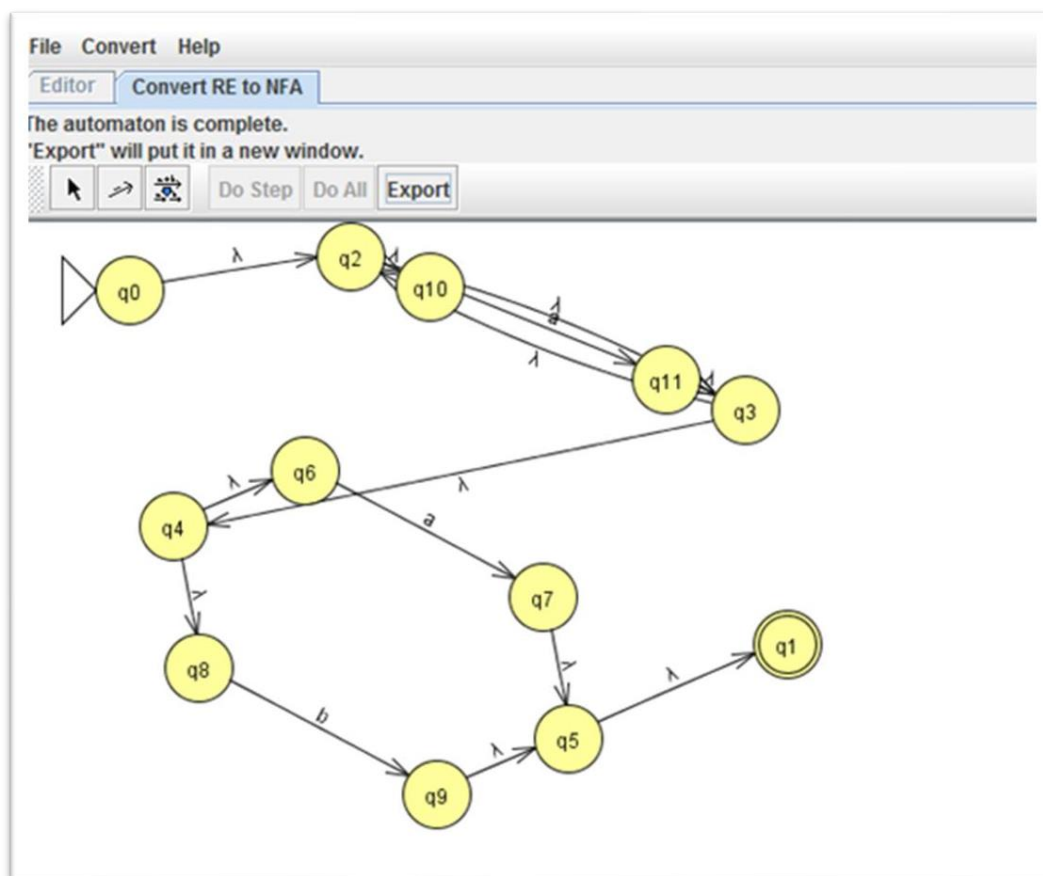 File Convert Help
Editor Convert RE to NFA
The automaton is complete.
"Export" will put it in a new window.
Do Step Do All Export
q0
λ
q2
λ
q10
λ
a
λ
q11
λ
q3
λ
q6
λ
q4
a
λ
q7
q8
λ
q1
λ
b
λ
q5
q9